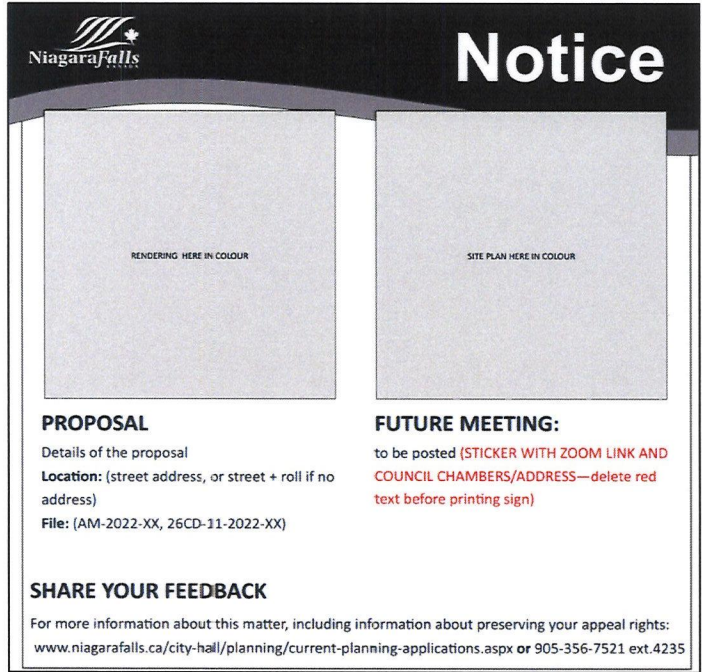 NiagaraFalls
CANADA
Notice
RENDERING HERE IN COLOUR
SITE PLAN HERE IN COLOUR
PROPOSAL
Details of the proposal
Location: (street address, or street + roll if no
address)
File: (AM-2022-XX, 26CD-11-2022-XX)
FUTURE MEETING:
to be posted (STICKER WITH ZOOM LINK AND
COUNCIL CHAMBERS/ADDRESS—delete red
text before printing sign)
SHARE YOUR FEEDBACK
For more information about this matter, including information about preserving your appeal rights:
www.niagarafalls.ca/city-hall/planning/current-planning-applications.aspx or 905-356-7521 ext.4235